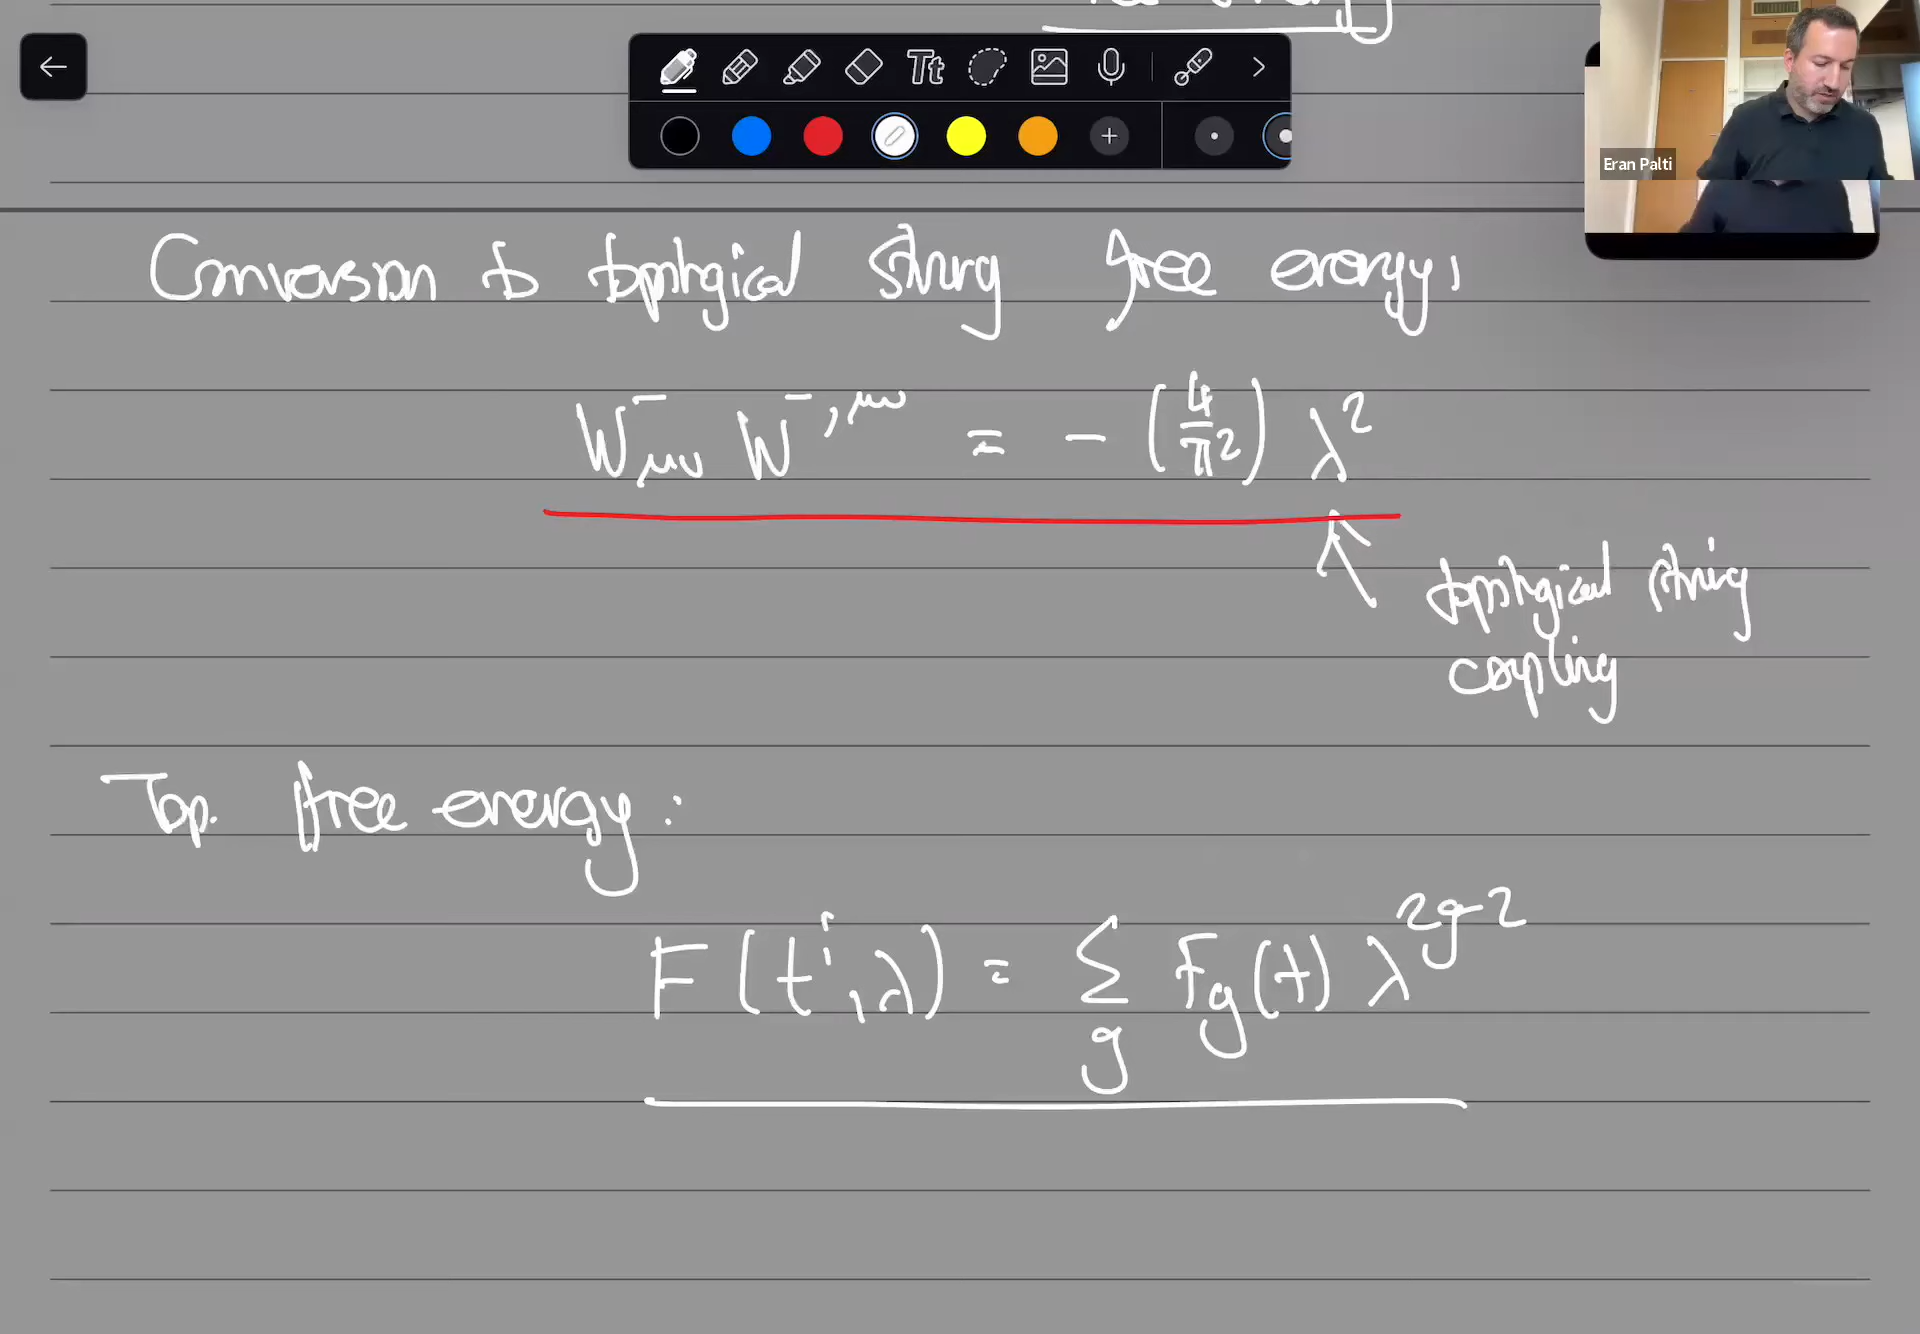 Tt
Eran Palti
Conversion to topological string free energy:
W⁻_μν W^-,μν = - (4/π²) λ²
topological string
coupling
Top. free energy:
F(tⁱ,λ) = Σ_g F_g(t) λ^2g-2